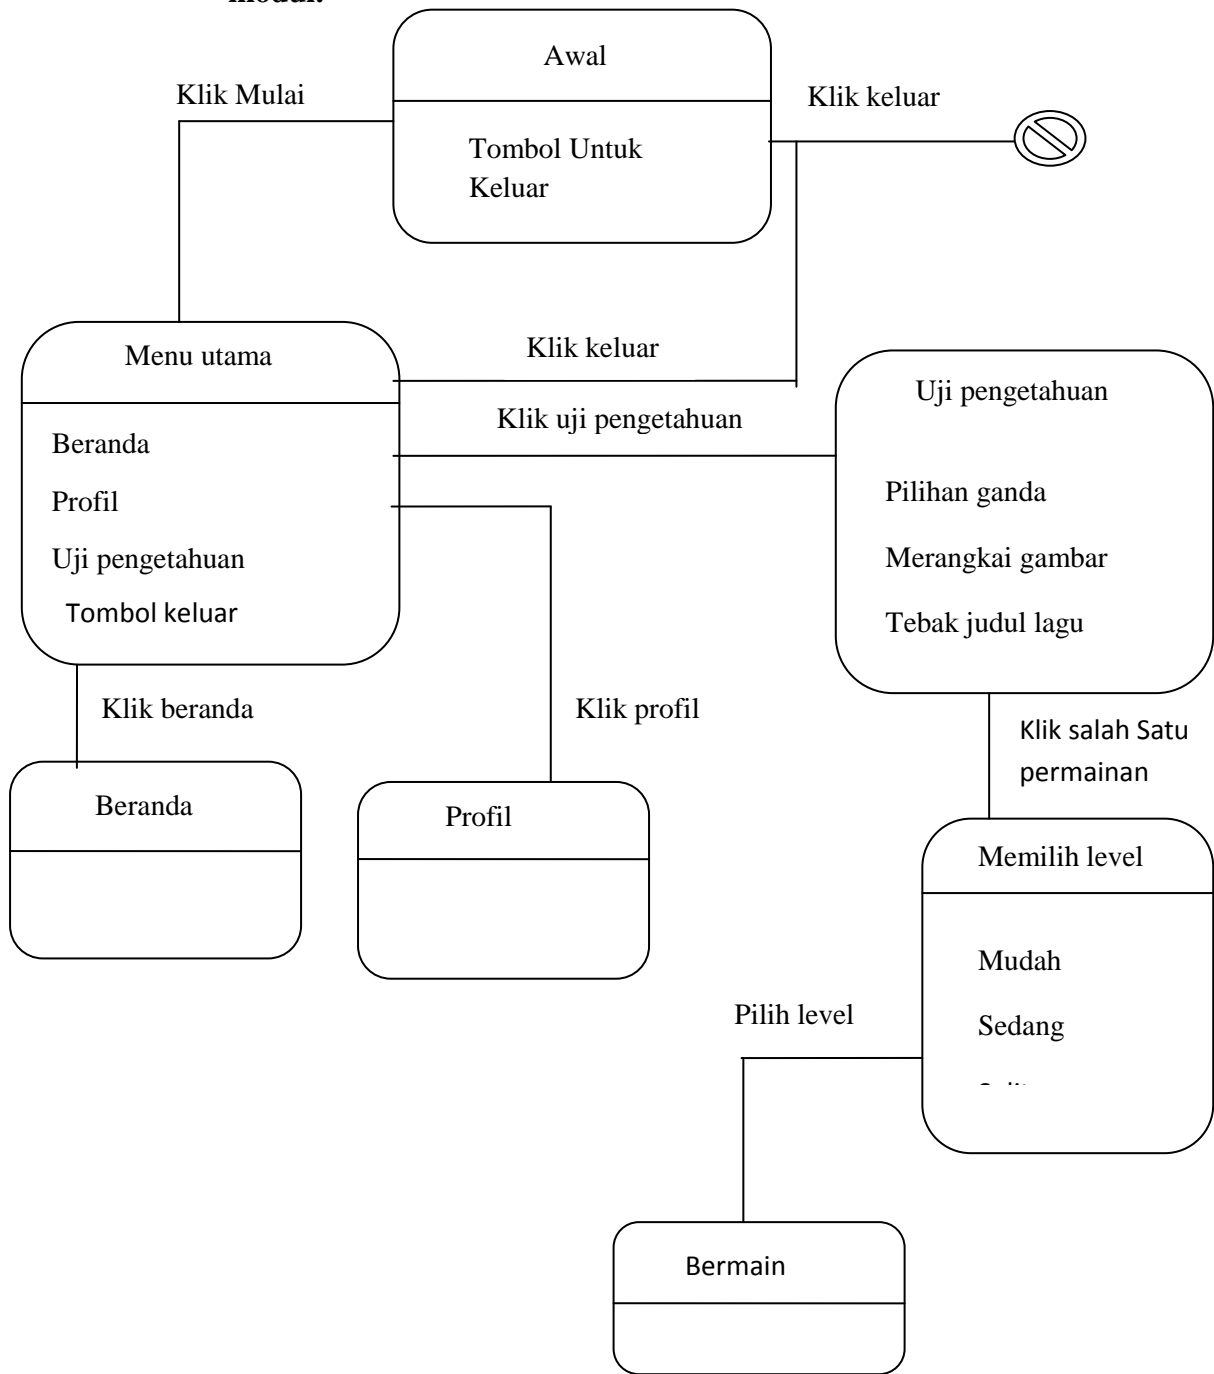 Awal
Klik Mulai
Klik keluar
Tombol Untuk
Keluar
Menu utama
Klik keluar
Uji pengetahuan
Klik uji pengetahuan
Beranda
Profil
Uji pengetahuan
Tombol keluar
Pilihan ganda
Merangkai gambar
Tebak judul lagu
Klik beranda
Klik profil
Klik salah Satu
permainan
Beranda
Profil
Memilih level
Mudah
Sedang
Pilih level
Bermain